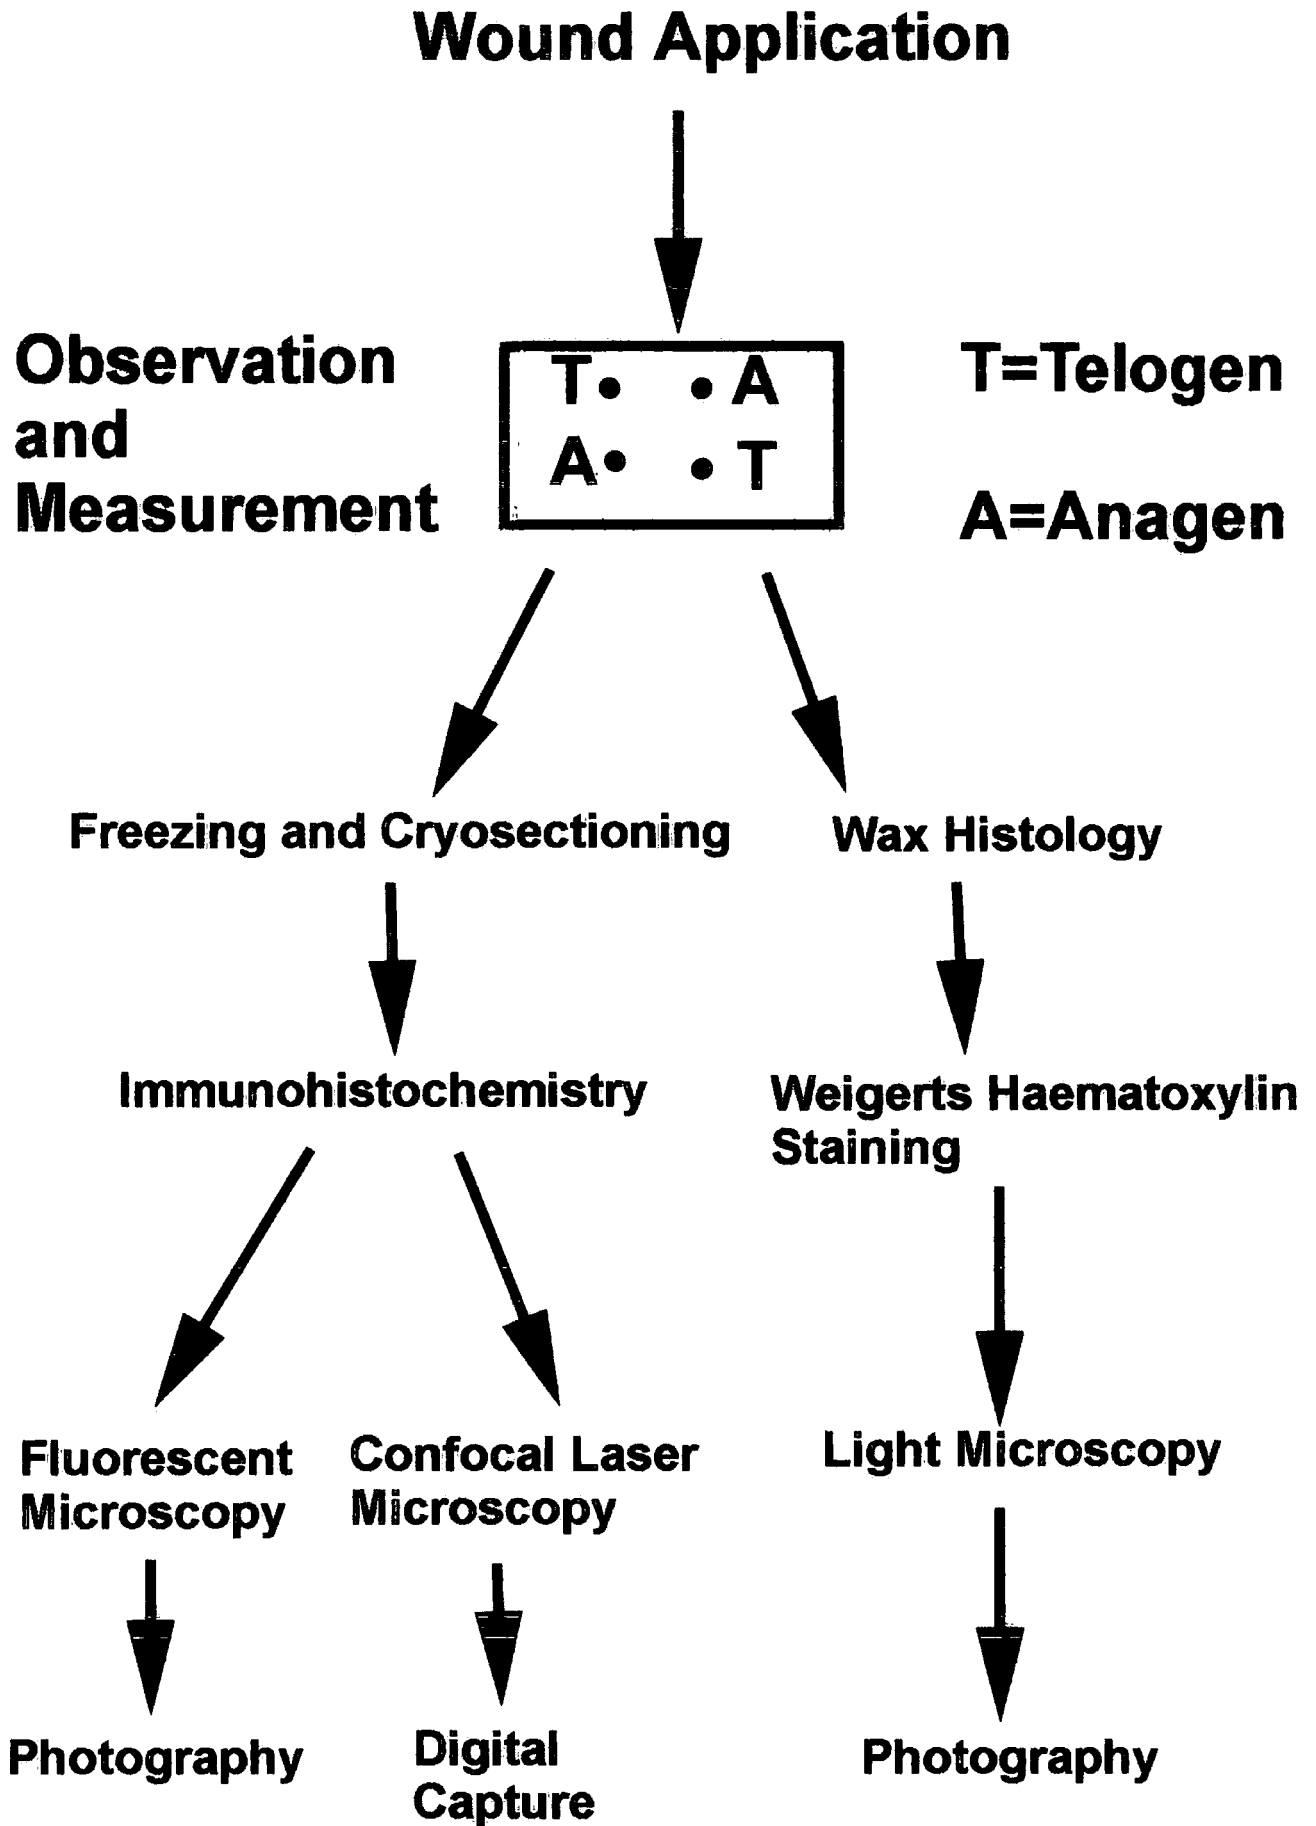 Wound Application
Observation
and
Measurement
T• •A
A• •T
T=Telogen
A=Anagen
Freezing and Cryosectioning
Wax Histology
Immunohistochemistry
Weigerts Haematoxylin
Staining
Fluorescent
Microscopy
Confocal Laser
Microscopy
Light Microscopy
Photography
Digital
Capture
Photography